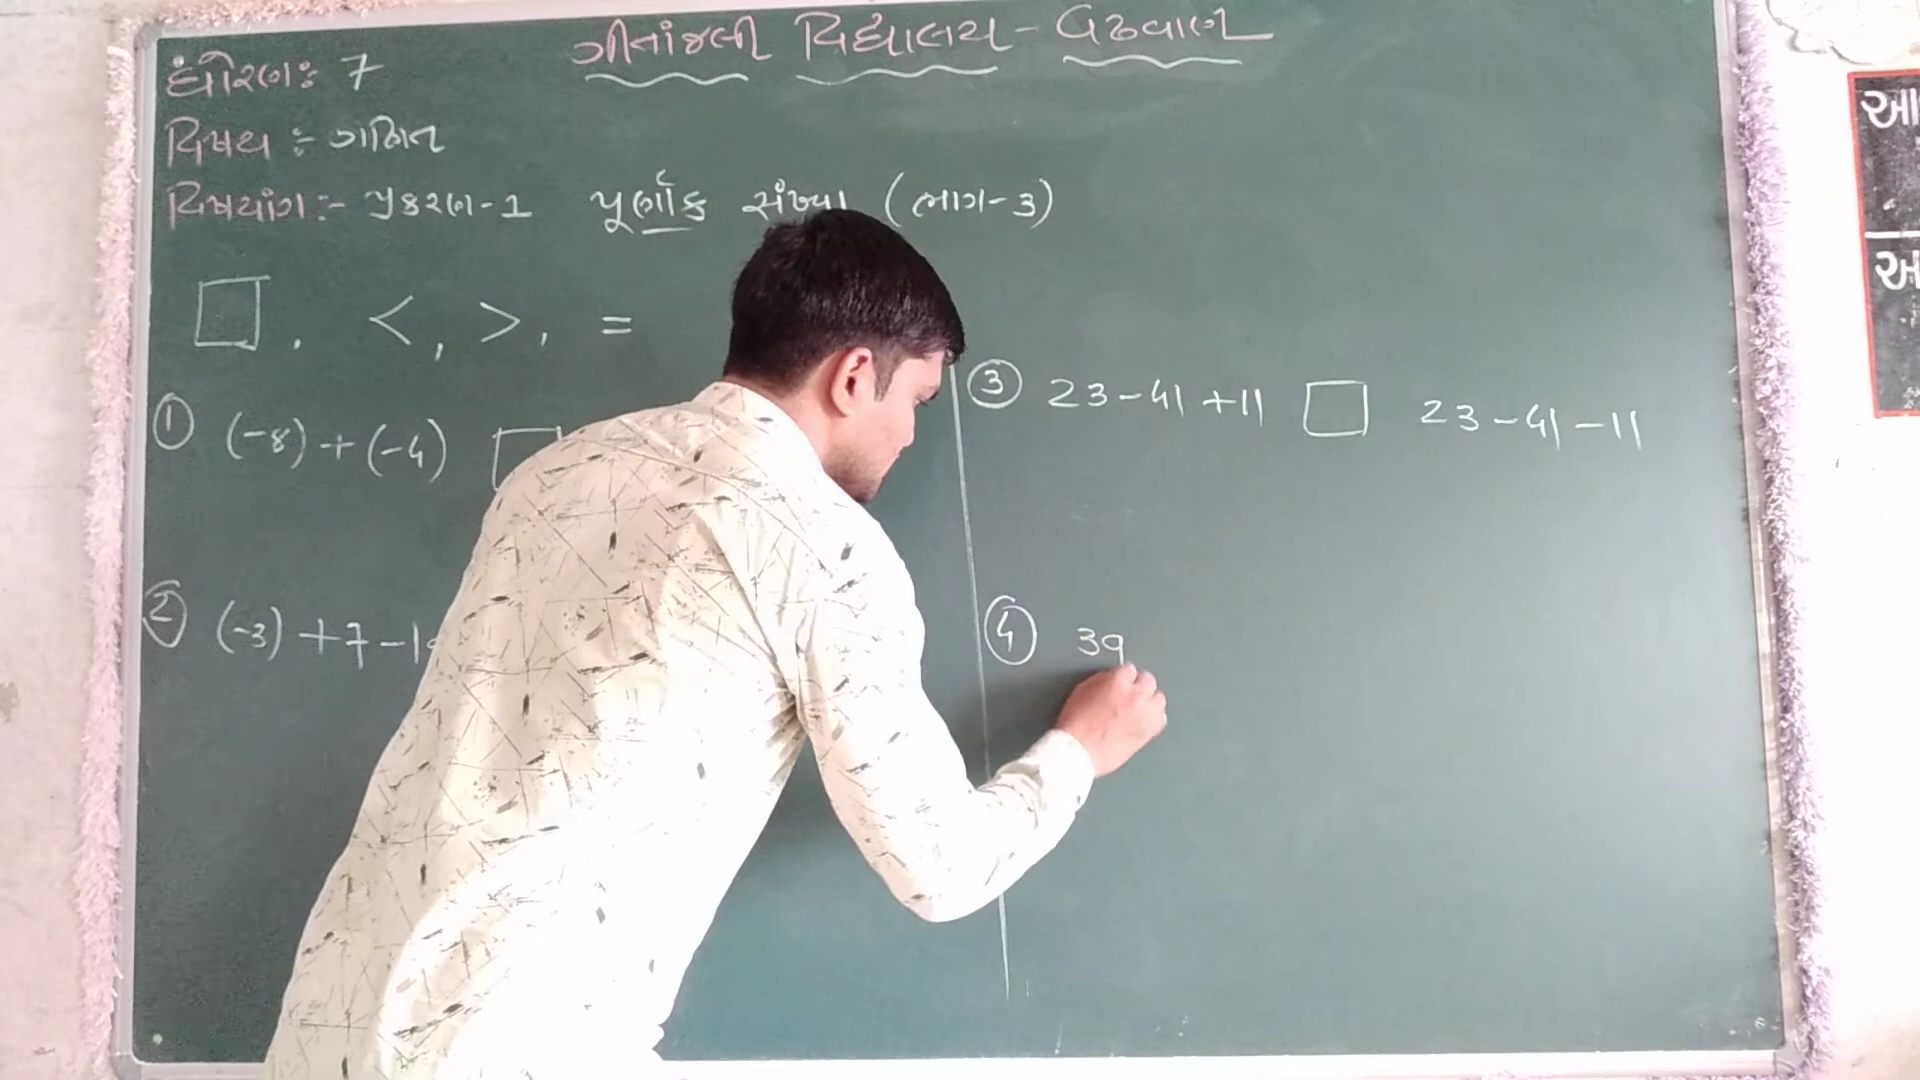 ગીતાંજલી વિદ્યાલય - વઢવાણ
ધોરણ: 7
વિષય :- ગણિત
વિષયાંગ :- પ્રકરણ-1 પૂર્ણાંક સંખ્યા (ભાગ-3)
□ , < , > , =
① (-8) + (-4) □
② (-3) + 7 - 1
③ 23 - 41 + 11 □ 23 - 41 - 11
④ 39